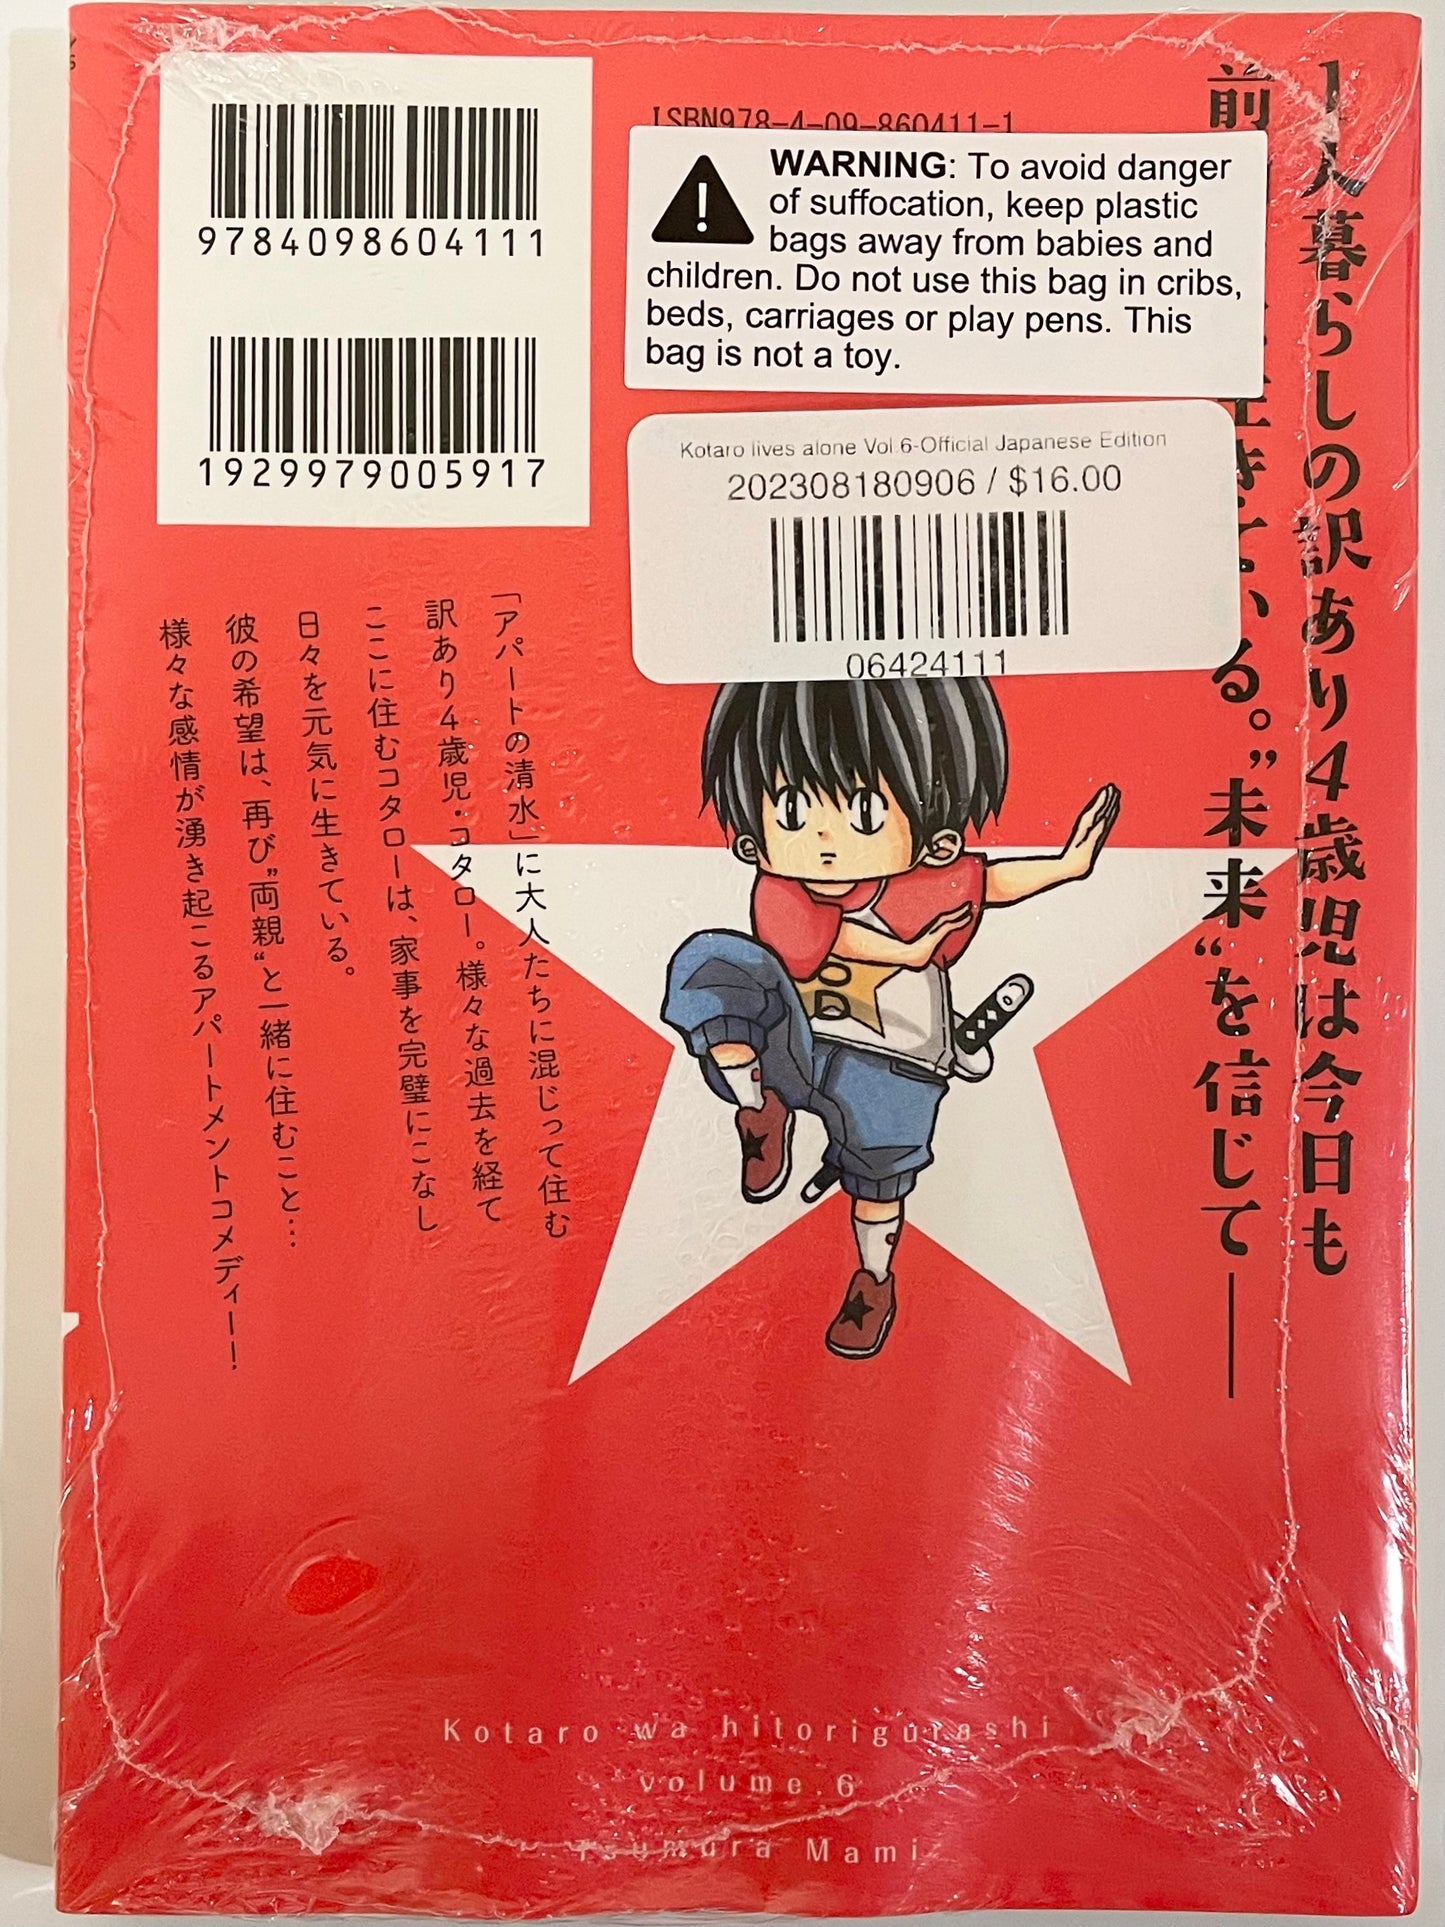 9784098604111
1929979005917
ISBN978-4-09-860411-1
WARNING: To avoid danger
of suffocation, keep plastic
bags away from babies and
children. Do not use this bag in cribs,
beds, carriages or play pens. This
bag is not a toy.
Kotaro lives alone Vol 6-Official Japanese Edition
202308180906 / $16.00
06424111
1人暮らしの訳あり4歳児は今日も
前 生きている。”未来“を信じて——
「アパートの清水」に大人たちに混じって住む
訳あり4歳児・コタロー。様々な過去を経て
ここに住むコタローは、家事を完璧にこなし
日々を元気に生きている。
彼の希望は、再び”両親“と一緒に住むこと…
様々な感情が湧き起こるアパートメントコメディー!
OD
Kotaro wa hitorigurashi
volume.6
Tsumura Mami